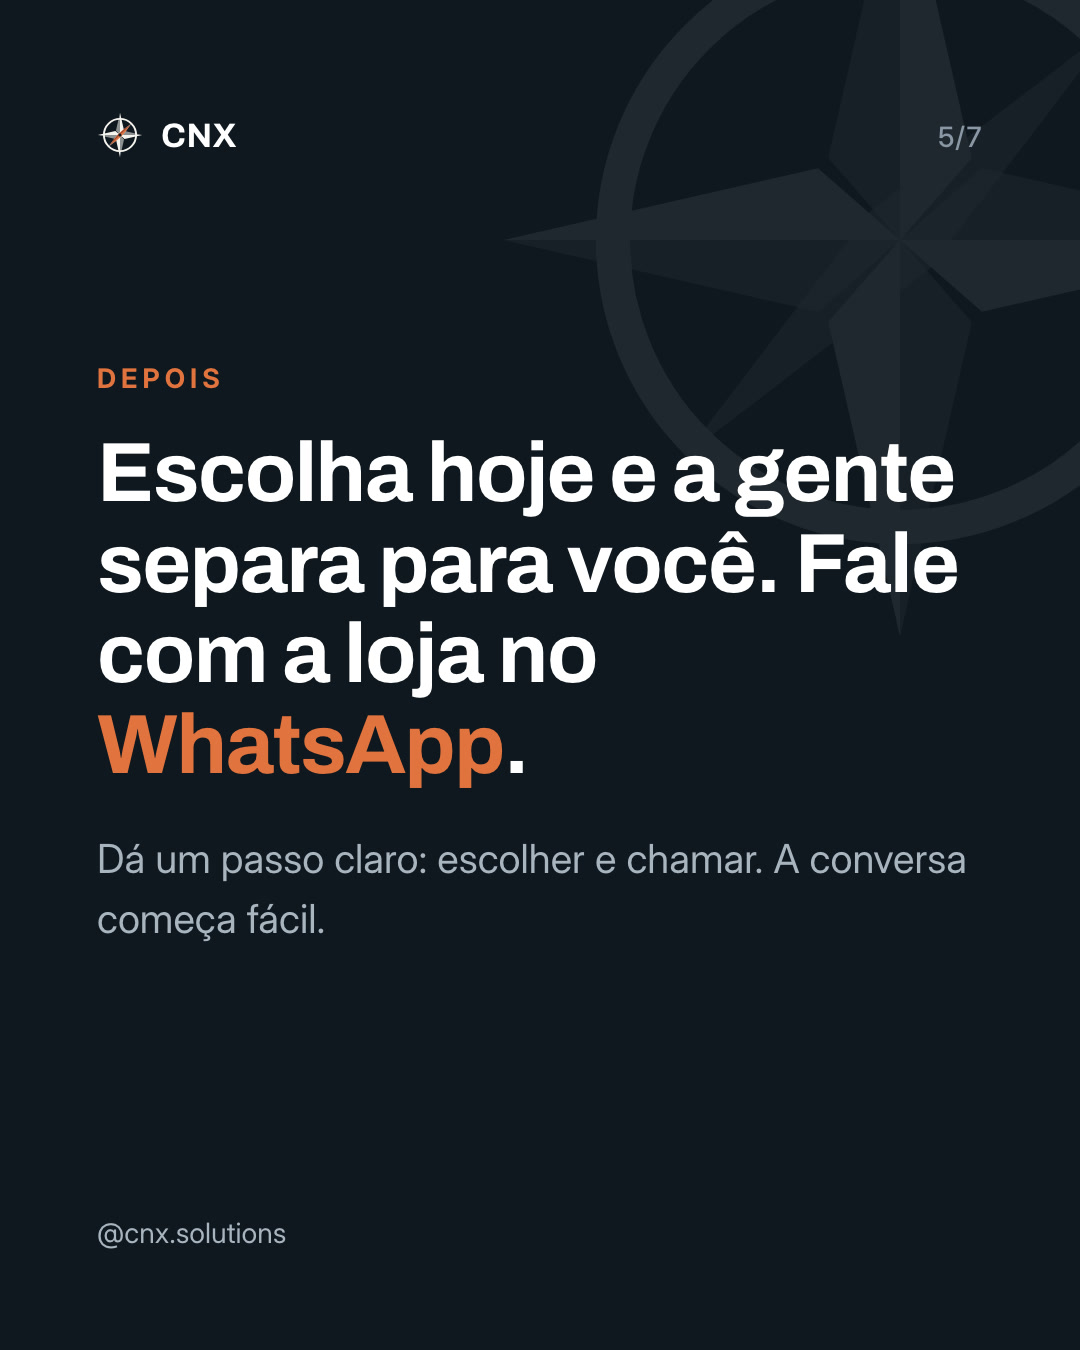 CNX
5/7
DEPOIS
Escolha hoje e a gente
separa para você. Fale
com a loja no
WhatsApp.
Dá um passo claro: escolher e chamar. A conversa
começa fácil.
@cnx.solutions